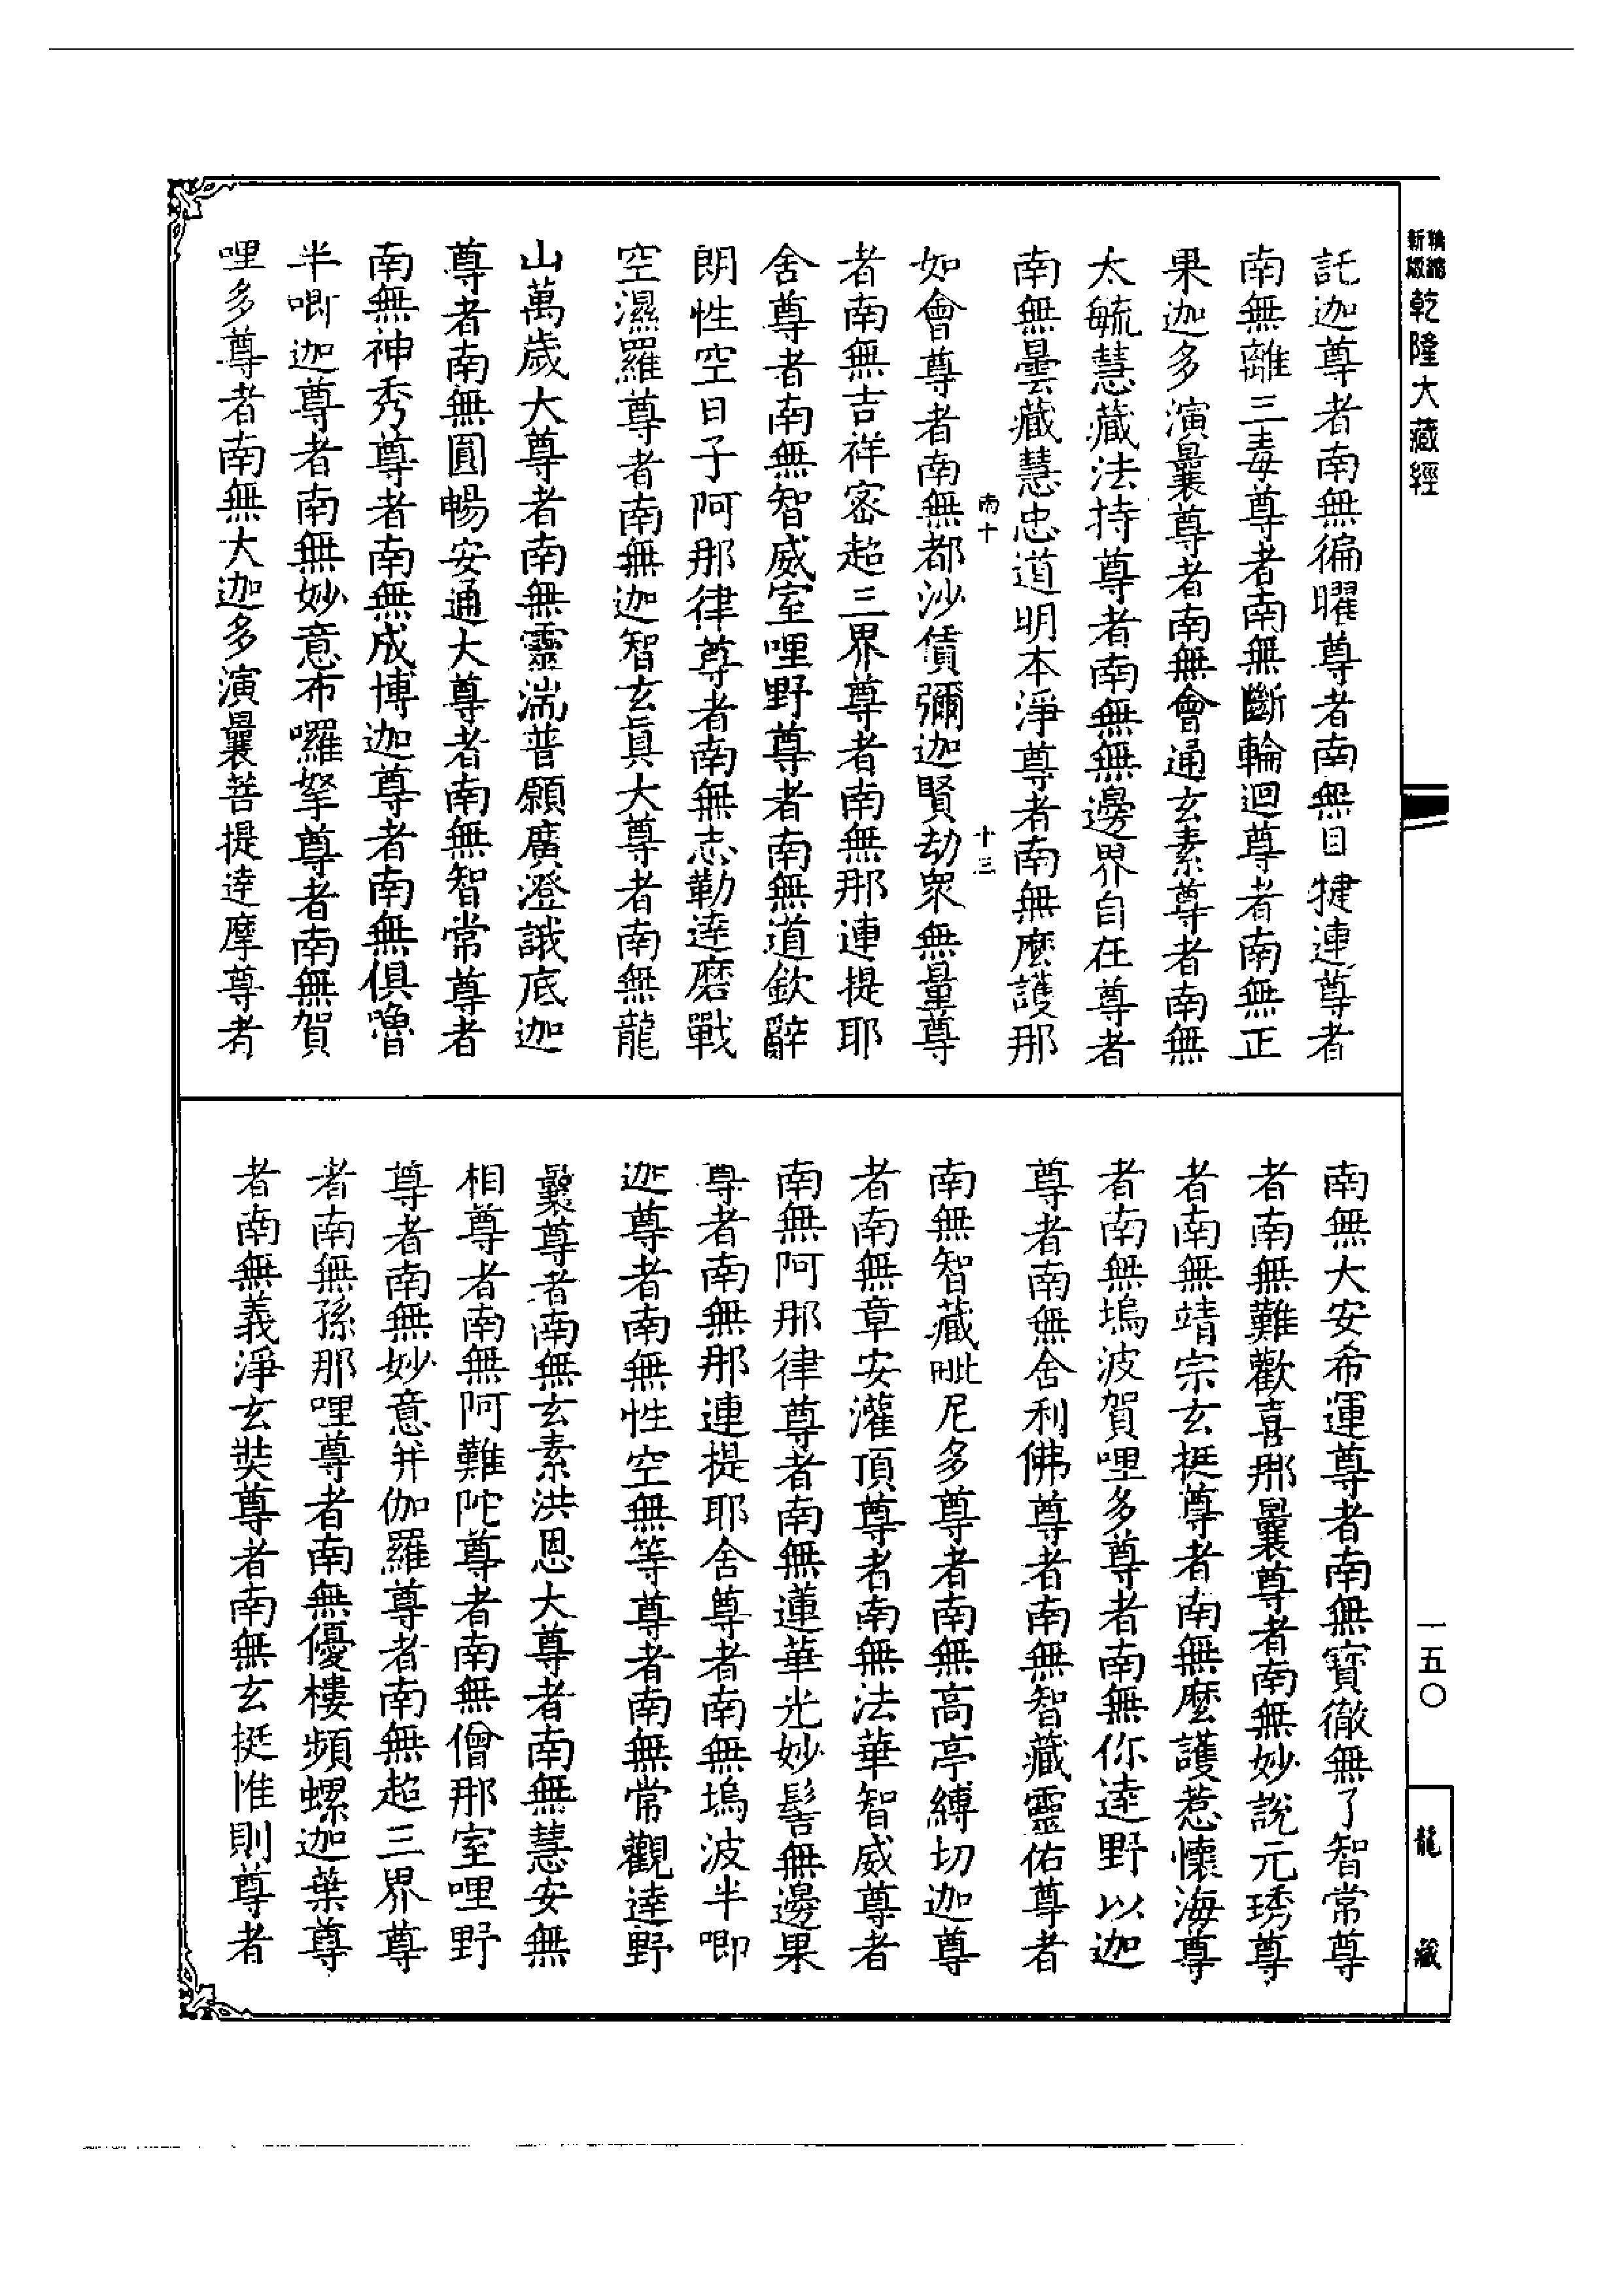 新編縮版乾隆大藏經
託迦尊者南無徧曜尊者南無目犍連尊者
南無離三毒尊者南無斷輪迴尊者南無正
果迦多演曩尊者南無會通玄素尊者南無
太毓慧藏法持尊者南無無邊界自在尊者
南無曇藏慧忠道明本淨尊者南無麼護那
雨十
十三
如會尊者南無都沙債彌迦賢劫眾無量尊
者南無吉祥密超三界尊者南無那連提耶
舍尊者南無智威室哩野尊者南無道欽辭
朗性空日子阿那律尊者南無志勒逹磨戰
空濕羅尊者南無迦智玄眞大尊者南無龍
山萬歲大尊者南無靈湍普願廣澄誐底迦
尊者南無圓暢安通大尊者南無智常尊者
南無神秀尊者南無成博迦尊者南無俱嚕
半唧迦尊者南無妙意布囉拏尊者南無賀
哩多尊者南無大迦多演曩菩提逹摩尊者
南無大安希運尊者南無寶徹無了智常尊
者南無難歡喜那曩尊者南無妙說元琇尊
者南無靖宗玄挺尊者南無麼護惹懷海尊
者南無塢波賀哩多尊者南無你逹野以迦
尊者南無舍利佛尊者南無智藏靈佑尊者
南無智藏毗尼多尊者南無高亭縛切迦尊
者南無章安灌頂尊者南無法華智威尊者
南無阿那律尊者南無蓮華光妙髻無邊果
尊者南無那連提耶舍尊者南無塢波半唧
迦尊者南無性空無等尊者南無常觀逹野
曩尊者南無玄素洪恩大尊者南無慧安無
相尊者南無阿難陀尊者南無僧那室哩野
尊者南無妙意并伽羅尊者南無超三界尊
者南無孫那哩尊者南無優樓頻螺迦葉尊
者南無義淨玄奘尊者南無玄挺惟則尊者
一五〇
龍藏